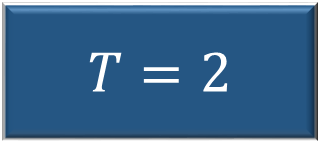 T = 2